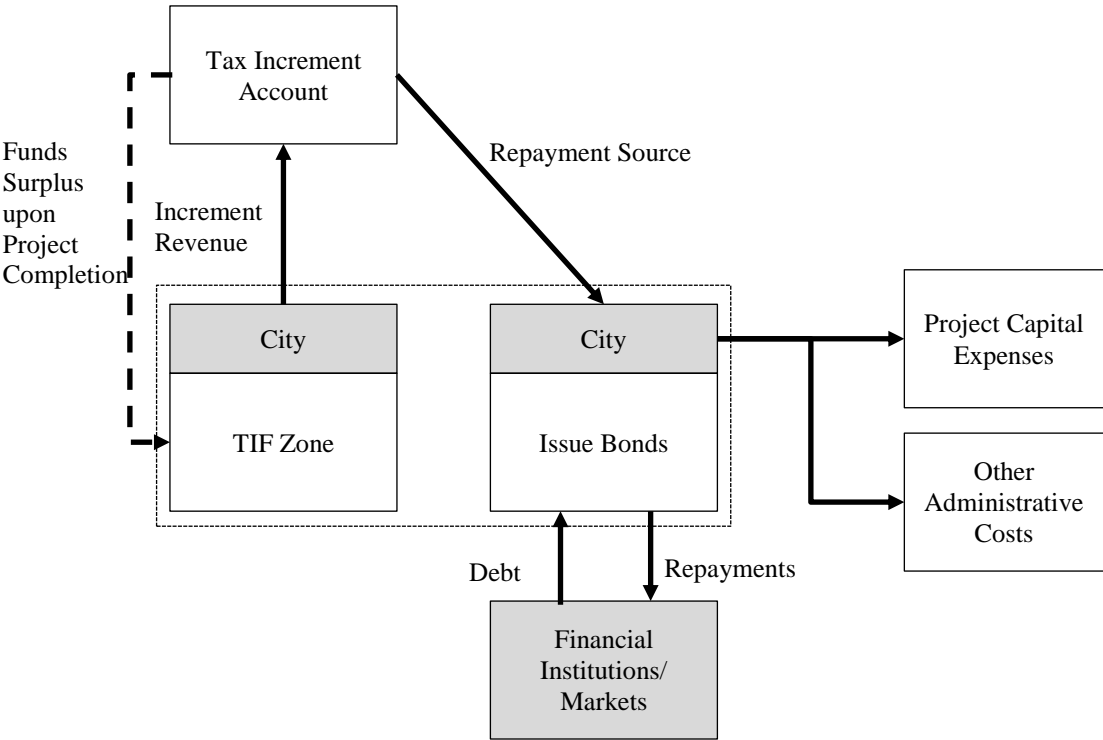 Tax Increment
Account
Funds
Surplus
upon
Project
Completion
Repayment Source
Increment
Revenue
City
TIF Zone
City
Issue Bonds
Project Capital
Expenses
Other
Administrative
Costs
Debt
Repayments
Financial
Institutions/
Markets